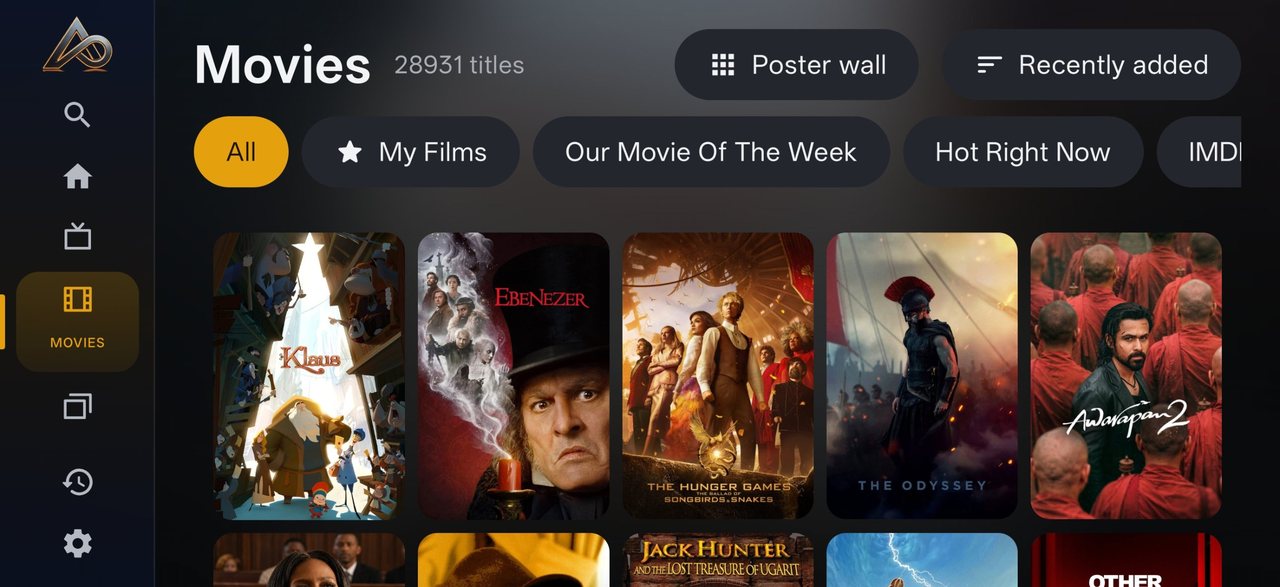 Movies 28931 titles
Poster wall
Recently added
All
My Films
Our Movie Of The Week
Hot Right Now
IMD
MOVIES
Klaus
EBENEZER
THE HUNGER GAMES
THE BALLAD OF
SONGBIRDS & SNAKES
THE ODYSSEY
Awarapan 2
JACK HUNTER
AND THE LOST TREASURE OF UGARIT
OTHER